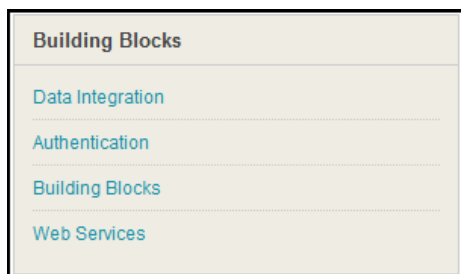 Building Blocks
Data Integration
Authentication
Building Blocks
Web Services